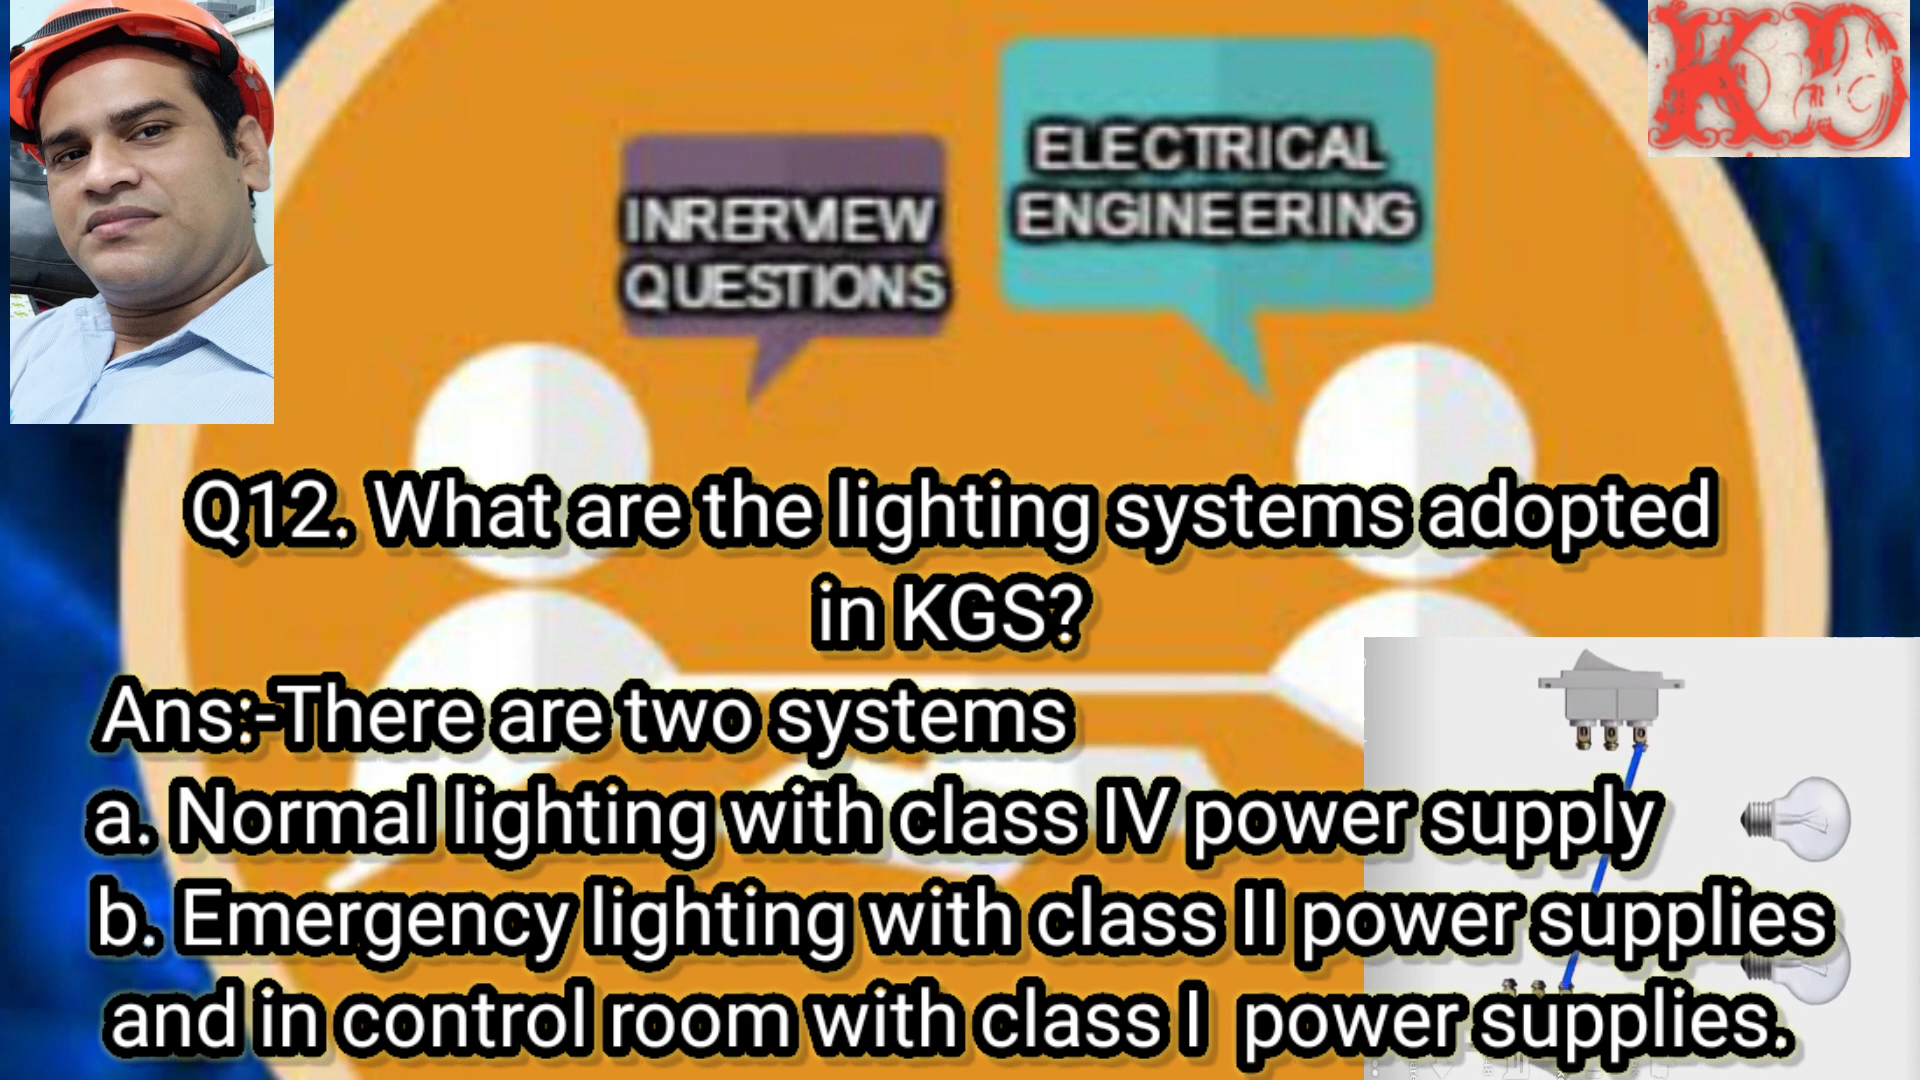 KD
INRERVIEW
QUESTIONS
ELECTRICAL
ENGINEERING
Q12. What are the lighting systems adopted
in KGS?
Ans:-There are two systems
a. Normal lighting with class IV power supply
b. Emergency lighting with class II power supplies
and in control room with class I power supplies.